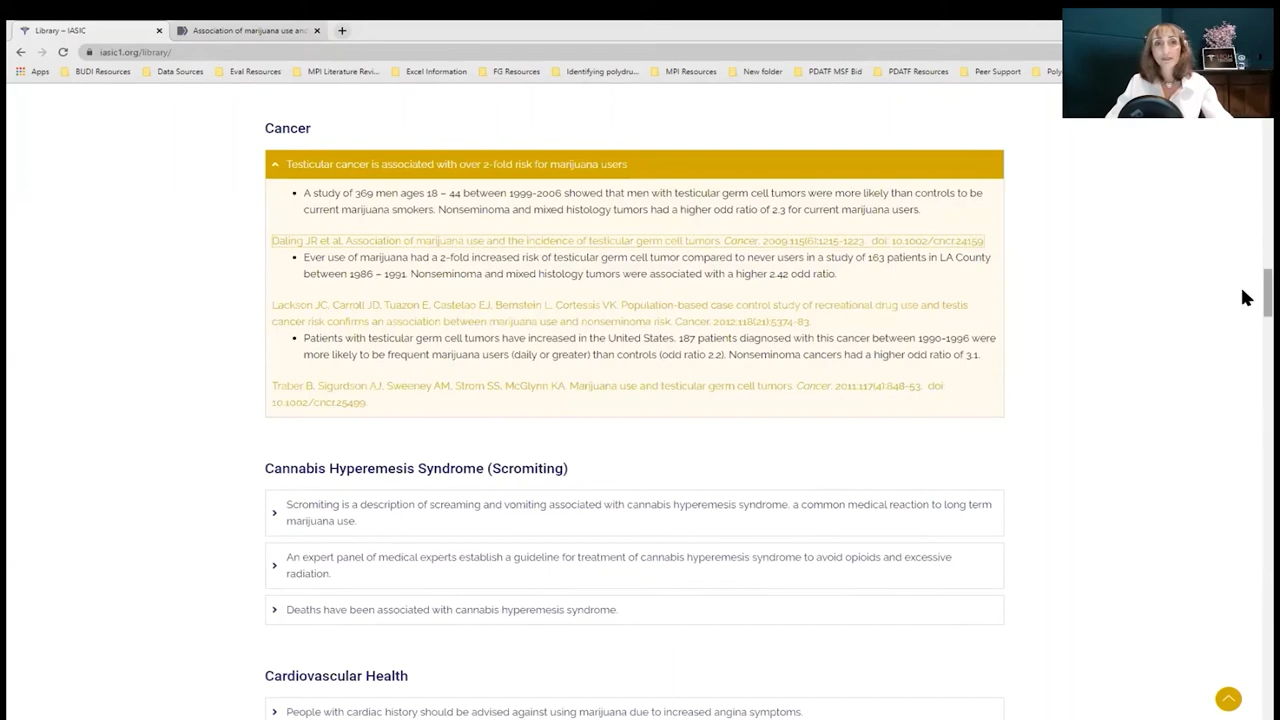 Library – IASIC
Association of marijuana use and
iasic1.org/library/
Apps
BUDI Resources
Data Sources
Eval Resources
MPI Literature Revi...
Excel Information
FG Resources
Identifying polydru...
MPI Resources
New folder
PDATF MSF Bid
PDATF Resources
Peer Support
Cancer
Testicular cancer is associated with over 2-fold risk for marijuana users
• A study of 369 men ages 18 – 44 between 1999-2006 showed that men with testicular germ cell tumors were more likely than controls to be
current marijuana smokers. Nonseminoma and mixed histology tumors had a higher odd ratio of 2.3 for current marijuana users.
Daling JR et al. Association of marijuana use and the incidence of testicular germ cell tumors. Cancer. 2009:115(6):1215-1223. doi: 10.1002/cncr.24159
• Ever use of marijuana had a 2-fold increased risk of testicular germ cell tumor compared to never users in a study of 163 patients in LA County
between 1986 – 1991. Nonseminoma and mixed histology tumors were associated with a higher 2.42 odd ratio.
Lackson JC, Carroll JD, Tuazon E, Castelao EJ, Bernstein L, Cortessis VK. Population-based case control study of recreational drug use and testis
cancer risk confirms an association between marijuana use and nonseminoma risk. Cancer. 2012:118(21):5374-83.
• Patients with testicular germ cell tumors have increased in the United States. 187 patients diagnosed with this cancer between 1990-1996 were
more likely to be frequent marijuana users (daily or greater) than controls (odd ratio 2.2). Nonseminoma cancers had a higher odd ratio of 3.1.
Traber B, Sigurdson AJ, Sweeney AM, Strom SS, McGlynn KA. Marijuana use and testicular germ cell tumors. Cancer. 2011:117(4):848-53. doi
10.1002/cncr.25499.
Cannabis Hyperemesis Syndrome (Scromiting)
Scromiting is a description of screaming and vomiting associated with cannabis hyperemesis syndrome. a common medical reaction to long term
marijuana use.
An expert panel of medical experts establish a guideline for treatment of cannabis hyperemesis syndrome to avoid opioids and excessive
radiation.
Deaths have been associated with cannabis hyperemesis syndrome.
Cardiovascular Health
People with cardiac history should be advised against using marijuana due to increased angina symptoms.